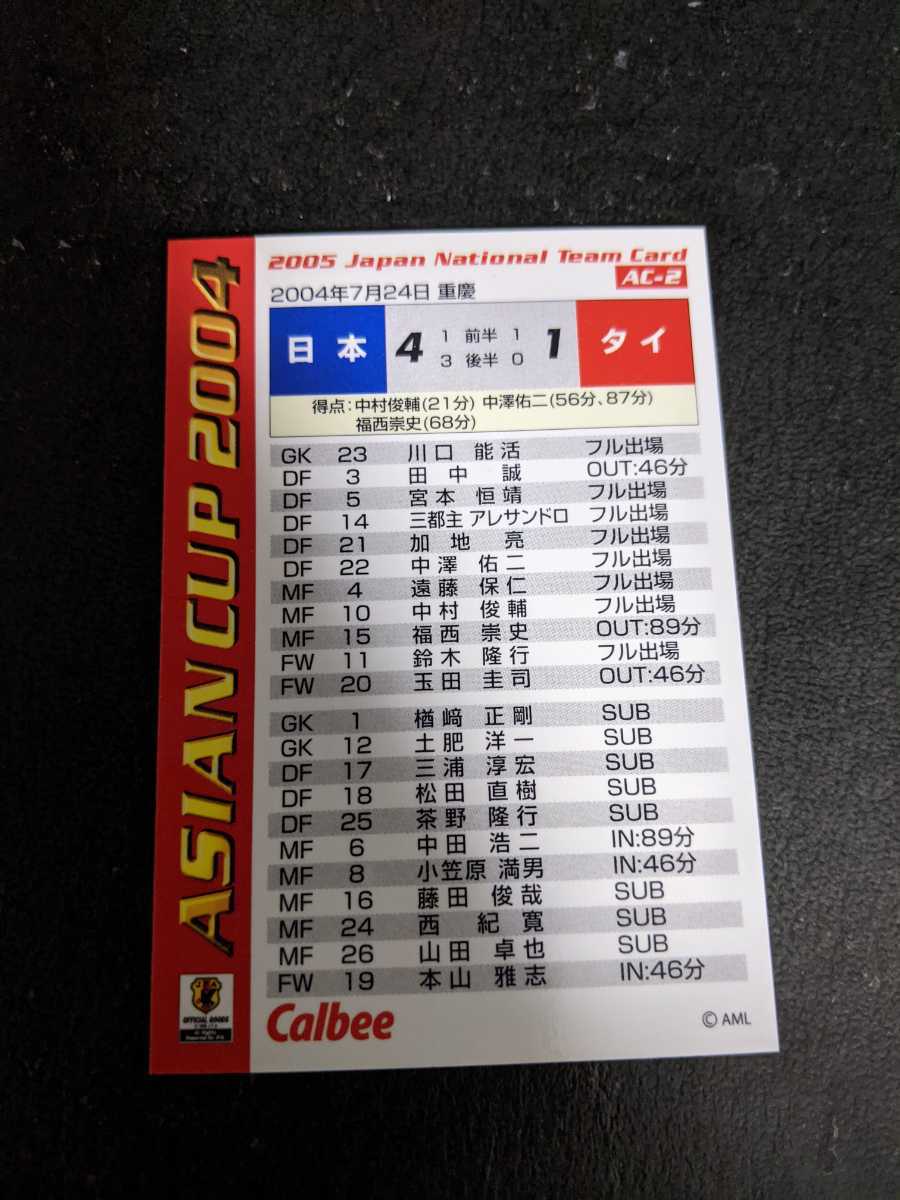 ASIAN CUP 2004
2005 Japan National Team Card
AC-2
2004年7月24日 重慶
日本 4 1 前半 1 1 タイ
3 後半 0
得点:中村俊輔(21分) 中澤佑二(56分、87分)
福西崇史(68分)
GK 23 川口 能活 フル出場
DF 3 田中 誠 OUT:46分
DF 5 宮本 恒靖 フル出場
DF 14 三都主 アレサンドロ フル出場
DF 21 加地 亮 フル出場
DF 22 中澤 佑二 フル出場
MF 4 遠藤 保仁 フル出場
MF 10 中村 俊輔 フル出場
MF 15 福西 崇史 OUT:89分
FW 11 鈴木 隆行 フル出場
FW 20 玉田 圭司 OUT:46分
GK 1 楢﨑 正剛 SUB
GK 12 土肥 洋一 SUB
DF 17 三浦 淳宏 SUB
DF 18 松田 直樹 SUB
DF 25 茶野 隆行 SUB
MF 6 中田 浩二 IN:89分
MF 8 小笠原 満男 IN:46分
MF 16 藤田 俊哉 SUB
MF 24 西 紀寛 SUB
MF 26 山田 卓也 SUB
FW 19 本山 雅志 IN:46分
JFA
OFFICIAL GOODS
Calbee
© AML